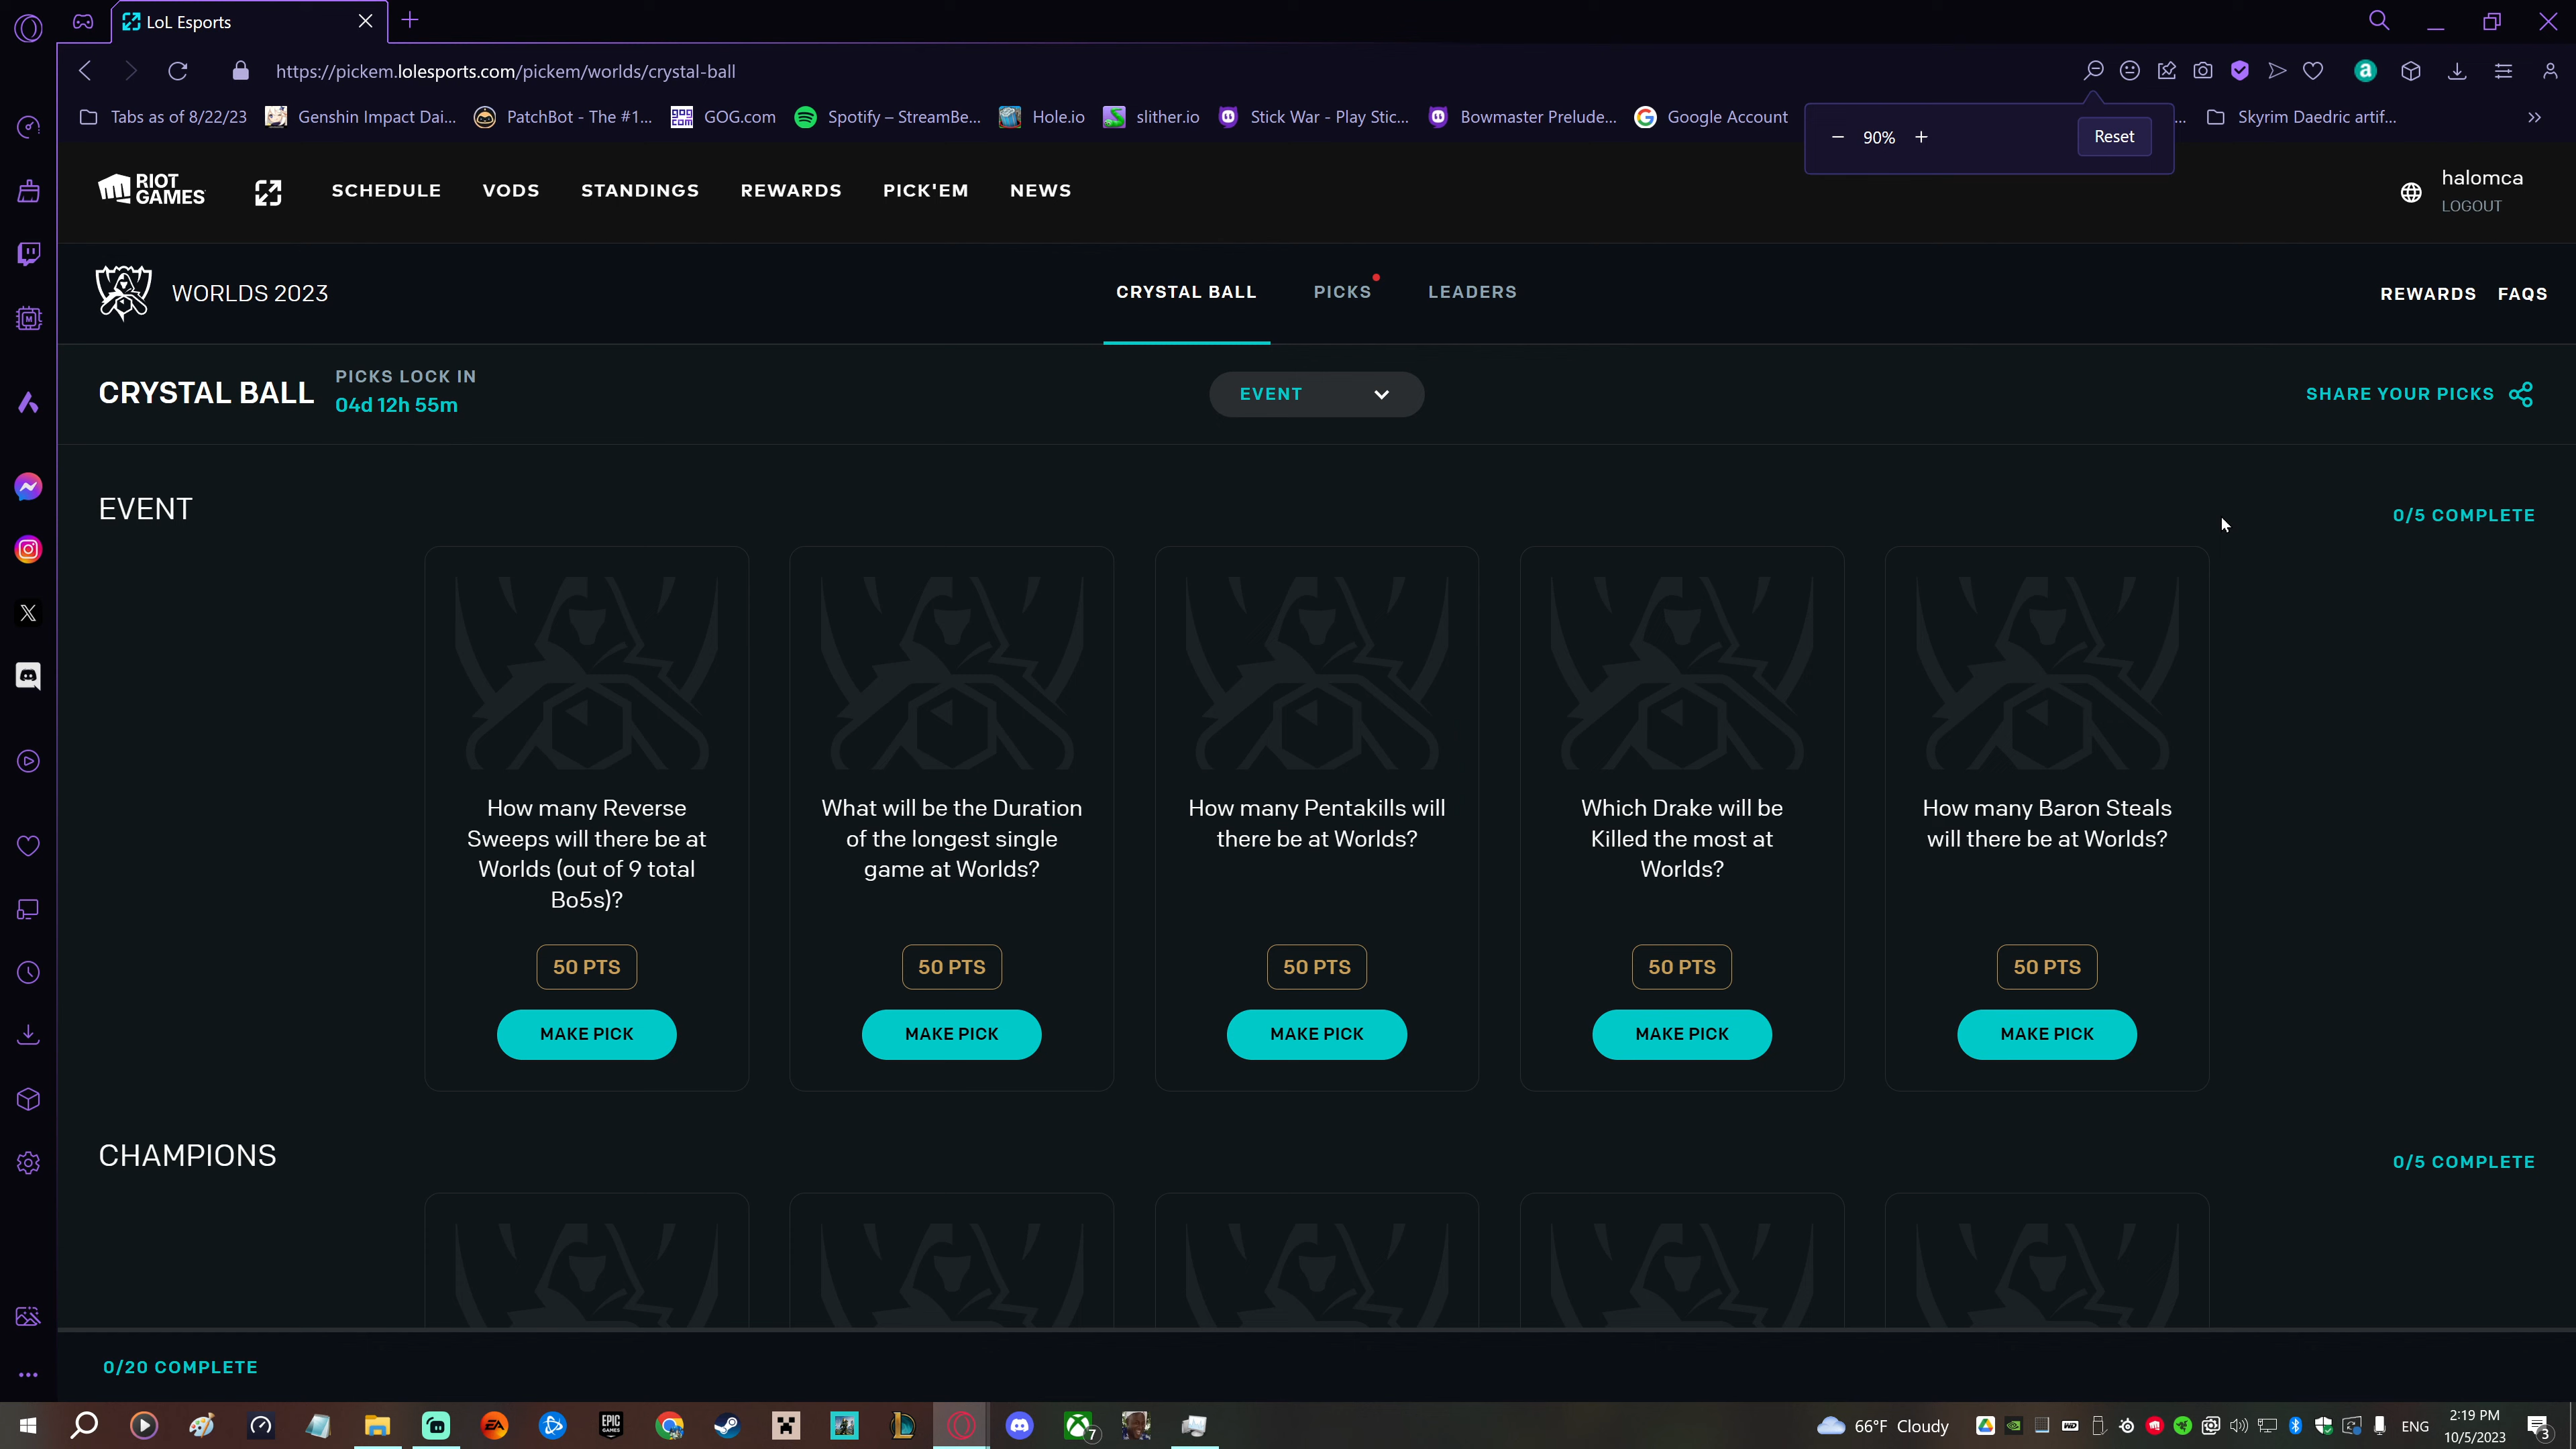 LoL Esports
https://pickem.lolesports.com/pickem/worlds/crystal-ball
Tabs as of 8/22/23 Genshin Impact Dai... PatchBot - The #1... GOG.com Spotify – StreamBe... Hole.io slither.io Stick War - Play Stic... Bowmaster Prelude... Google Account ... Skyrim Daedric artif...
− 90% + Reset
RIOT GAMES SCHEDULE VODS STANDINGS REWARDS PICK'EM NEWS
halomca
LOGOUT
WORLDS 2023 CRYSTAL BALL PICKS LEADERS REWARDS FAQS
CRYSTAL BALL
PICKS LOCK IN
04d 12h 55m
EVENT
SHARE YOUR PICKS
EVENT
0/5 COMPLETE
How many Reverse
Sweeps will there be at
Worlds (out of 9 total
Bo5s)?
50 PTS
MAKE PICK
What will be the Duration
of the longest single
game at Worlds?
50 PTS
MAKE PICK
How many Pentakills will
there be at Worlds?
50 PTS
MAKE PICK
Which Drake will be
Killed the most at
Worlds?
50 PTS
MAKE PICK
How many Baron Steals
will there be at Worlds?
50 PTS
MAKE PICK
CHAMPIONS
0/5 COMPLETE
0/20 COMPLETE
EA EPIC GAMES 7 66°F Cloudy WD ENG
2:19 PM
10/5/2023
3